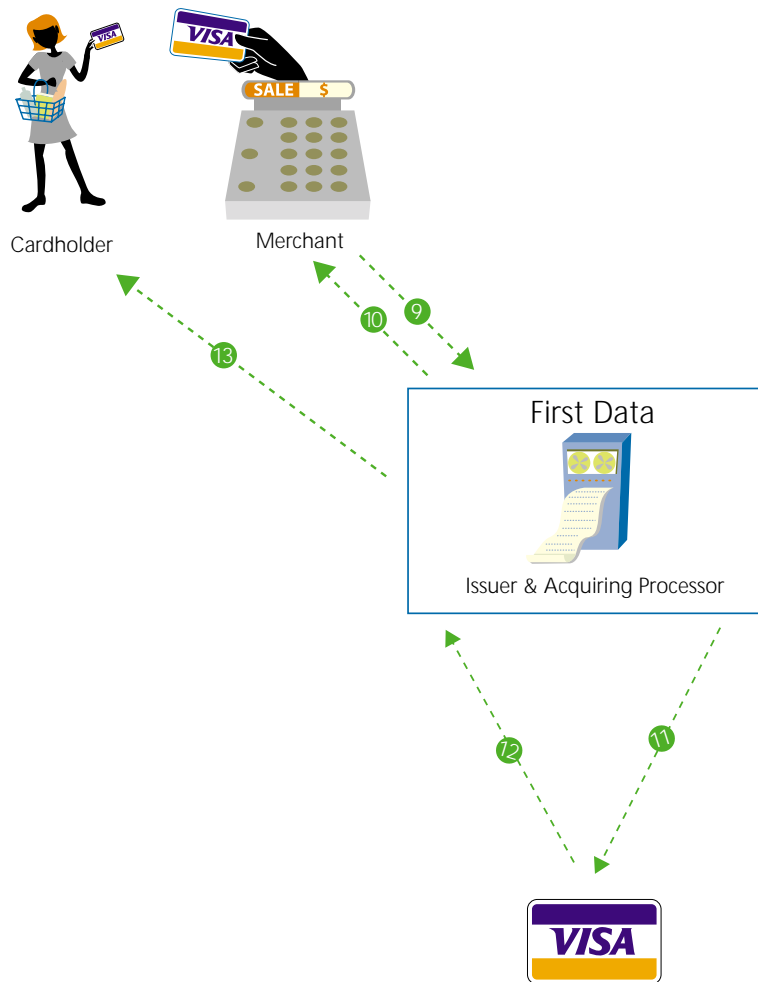 VISA
VISA
SALE $
Cardholder
Merchant
10
9
13
First Data
Issuer & Acquiring Processor
12
11
VISA